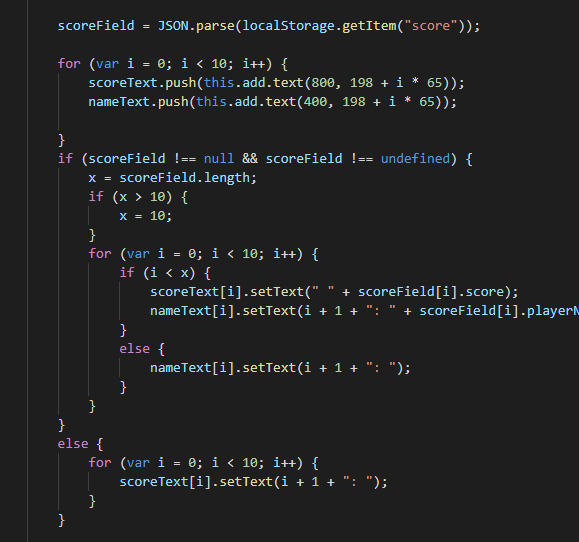 scoreField = JSON.parse(localStorage.getItem("score"));
for (var i = 0; i < 10; i++) {
scoreText.push(this.add.text(800, 198 + i * 65));
nameText.push(this.add.text(400, 198 + i * 65));
}
if (scoreField !== null && scoreField !== undefined) {
x = scoreField.length;
if (x > 10) {
x = 10;
}
for (var i = 0; i < 10; i++) {
if (i < x) {
scoreText[i].setText(" " + scoreField[i].score);
nameText[i].setText(i + 1 + ": " + scoreField[i].playerN
}
else {
nameText[i].setText(i + 1 + ": ");
}
}
}
else {
for (var i = 0; i < 10; i++) {
scoreText[i].setText(i + 1 + ": ");
}
}